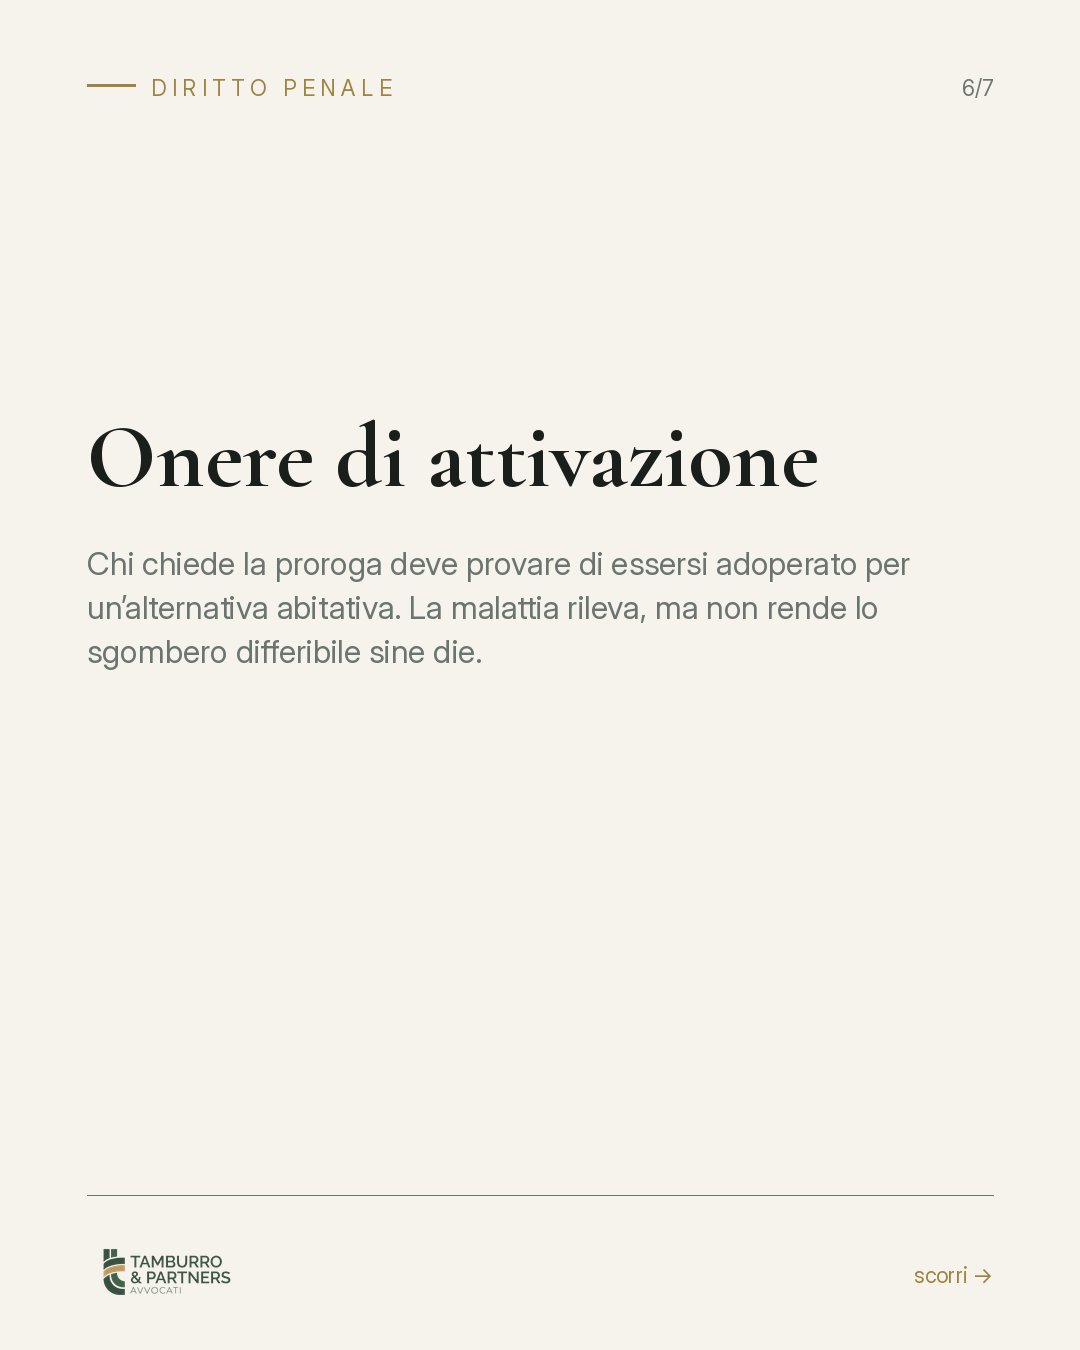 DIRITTO PENALE
6/7
Onere di attivazione
Chi chiede la proroga deve provare di essersi adoperato per
un’alternativa abitativa. La malattia rileva, ma non rende lo
sgombero differibile sine die.
TAMBURRO
& PARTNERS
AVVOCATI
scorri →